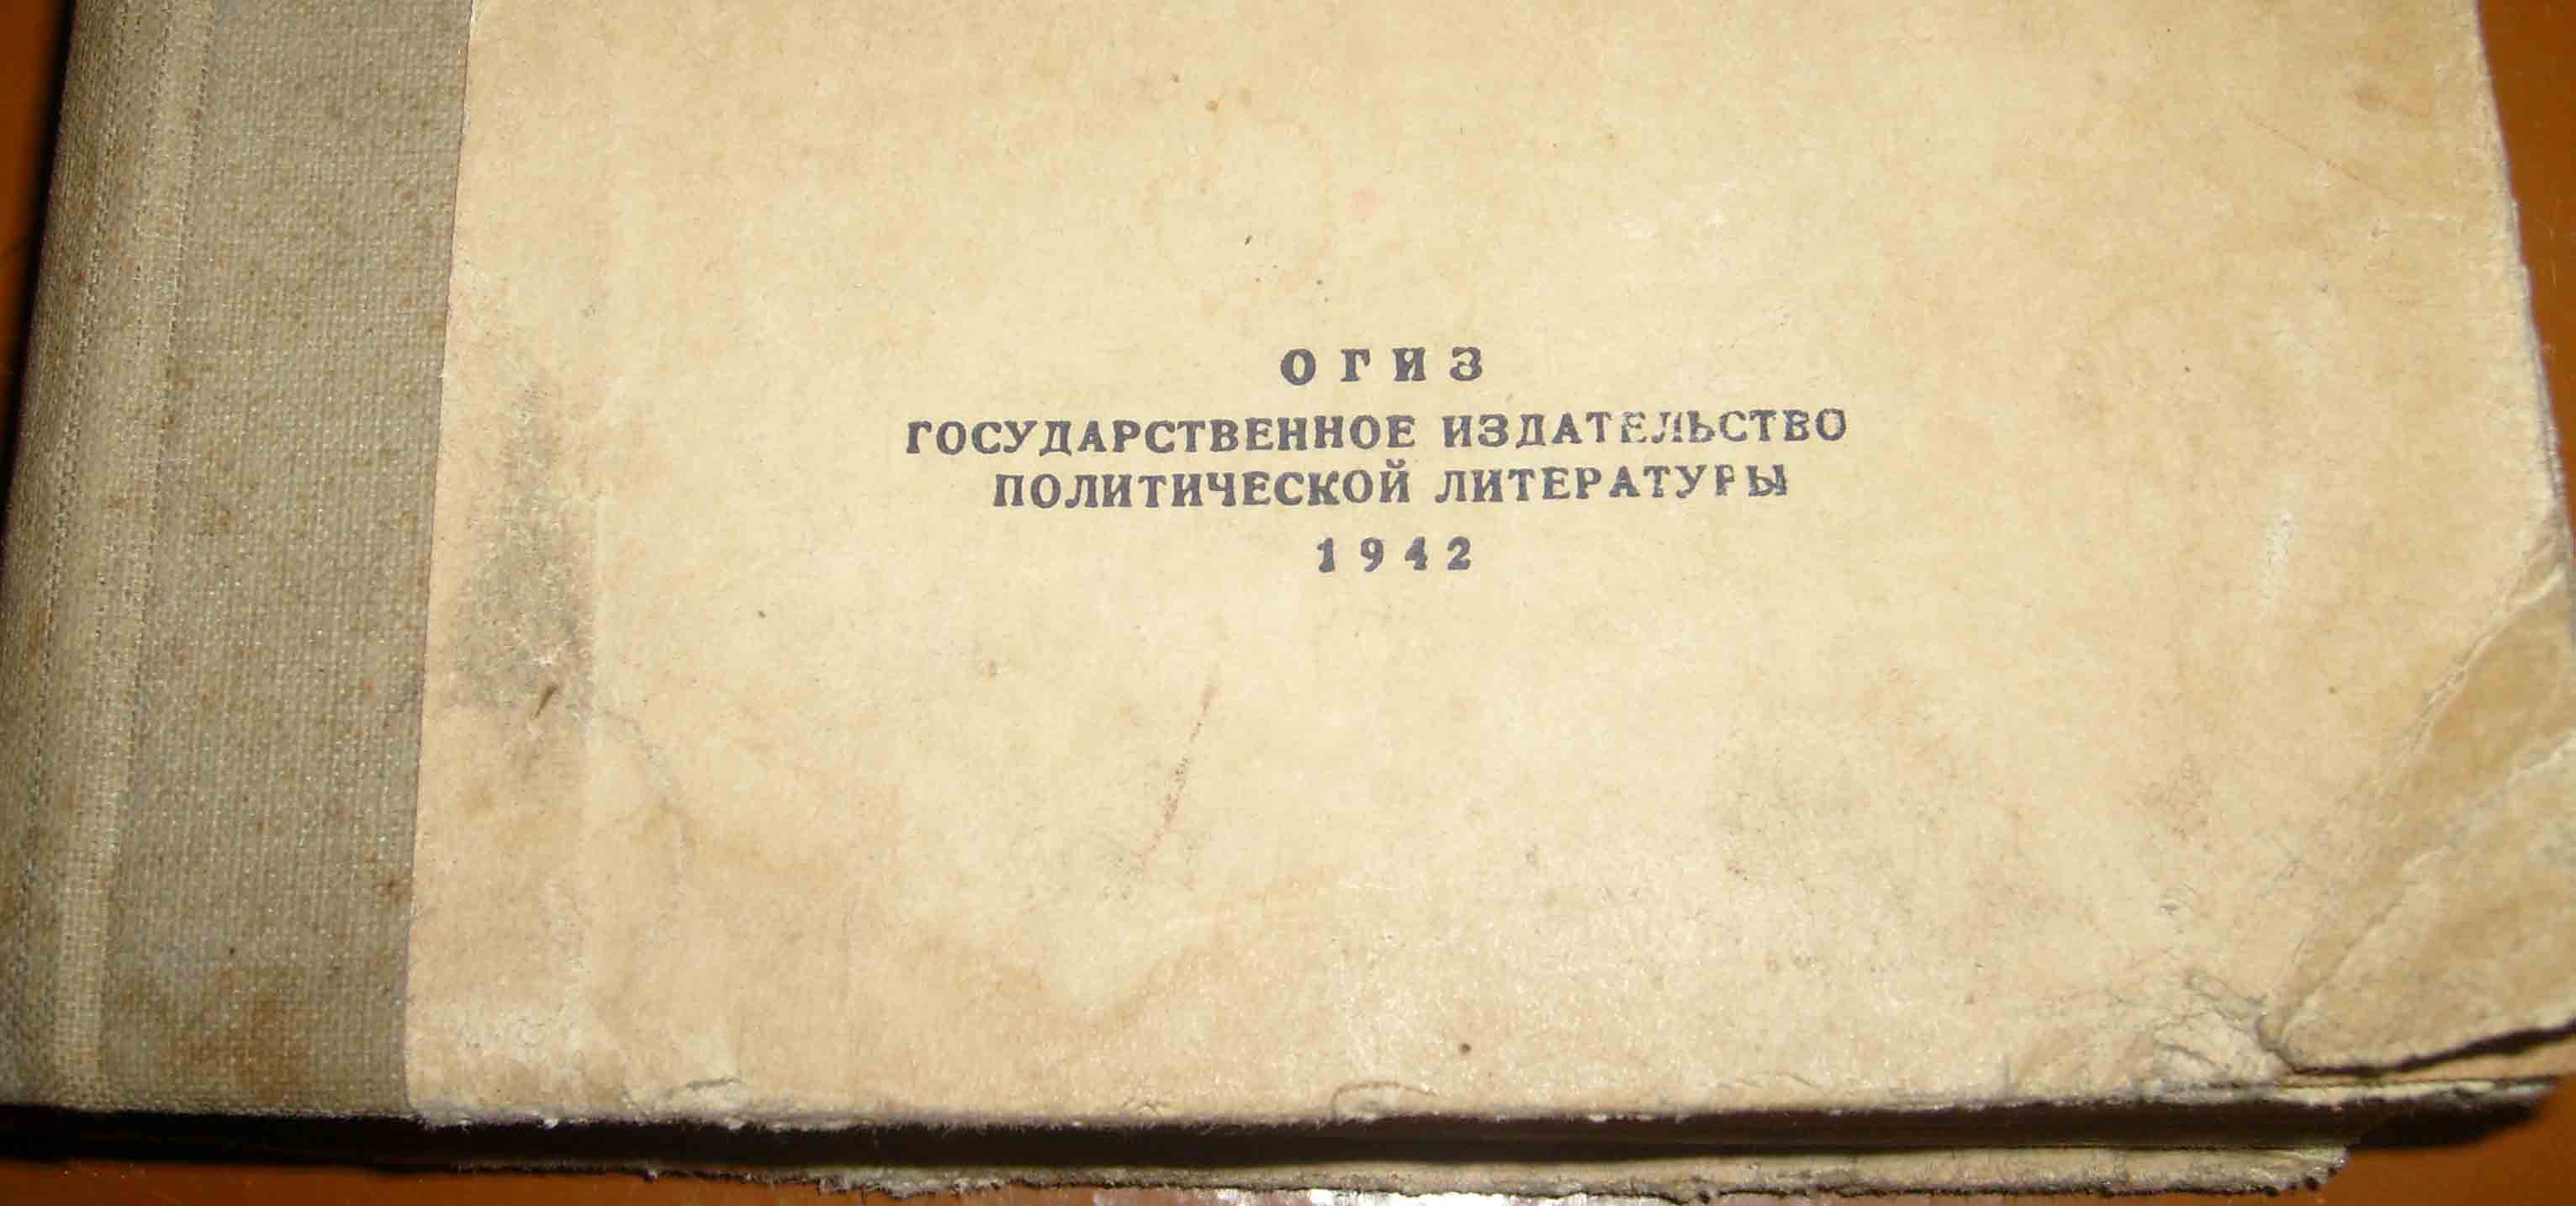 ОГИЗ
ГОСУДАРСТВЕННОЕ ИЗДАТЕЛЬСТВО
ПОЛИТИЧЕСКОЙ ЛИТЕРАТУРЫ
1942